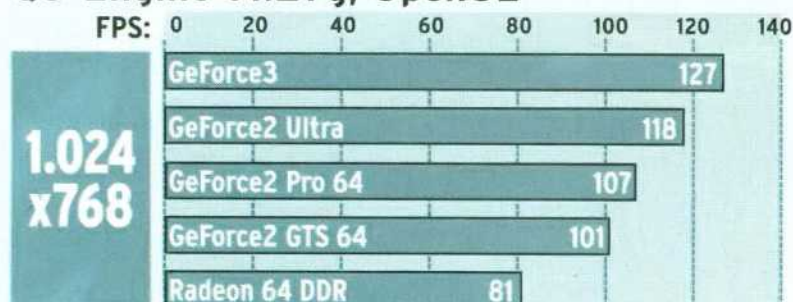 FPS: 0 20 40 60 80 100 120 140
1.024
x768
GeForce3 127
GeForce2 Ultra 118
GeForce2 Pro 64 107
GeForce2 GTS 64 101
Radeon 64 DDR 81